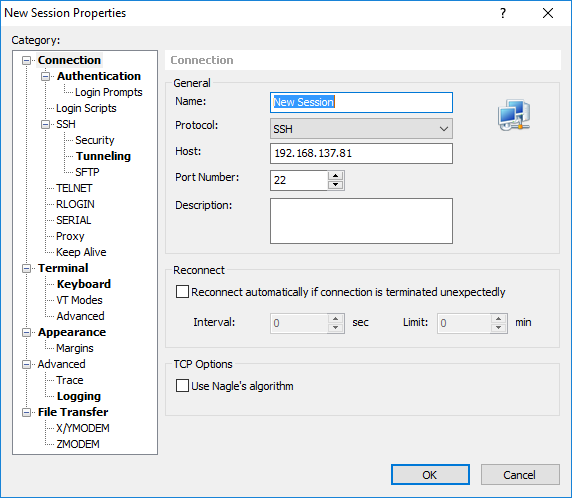 New Session Properties
Category:
Connection
Authentication
Login Prompts
Login Scripts
SSH
Security
Tunneling
SFTP
TELNET
RLOGIN
SERIAL
Proxy
Keep Alive
Terminal
Keyboard
VT Modes
Advanced
Appearance
Margins
Advanced
Trace
Logging
File Transfer
X/YMODEM
ZMODEM
Connection
General
Name: New Session
Protocol: SSH
Host: 192.168.137.81
Port Number: 22
Description:
Reconnect
Reconnect automatically if connection is terminated unexpectedly
Interval: 0 sec Limit: 0 min
TCP Options
Use Nagle's algorithm
OK Cancel